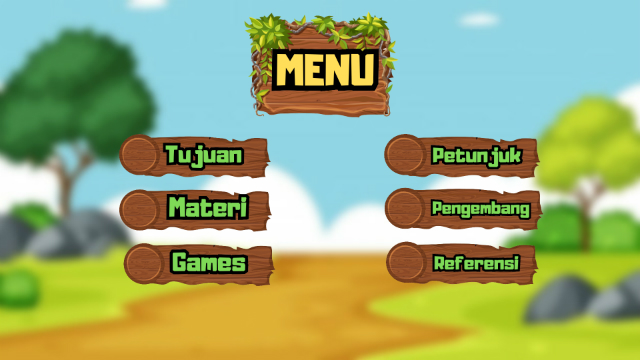 MENU
Tujuan
Materi
Games
Petunjuk
Pengembang
Referensi